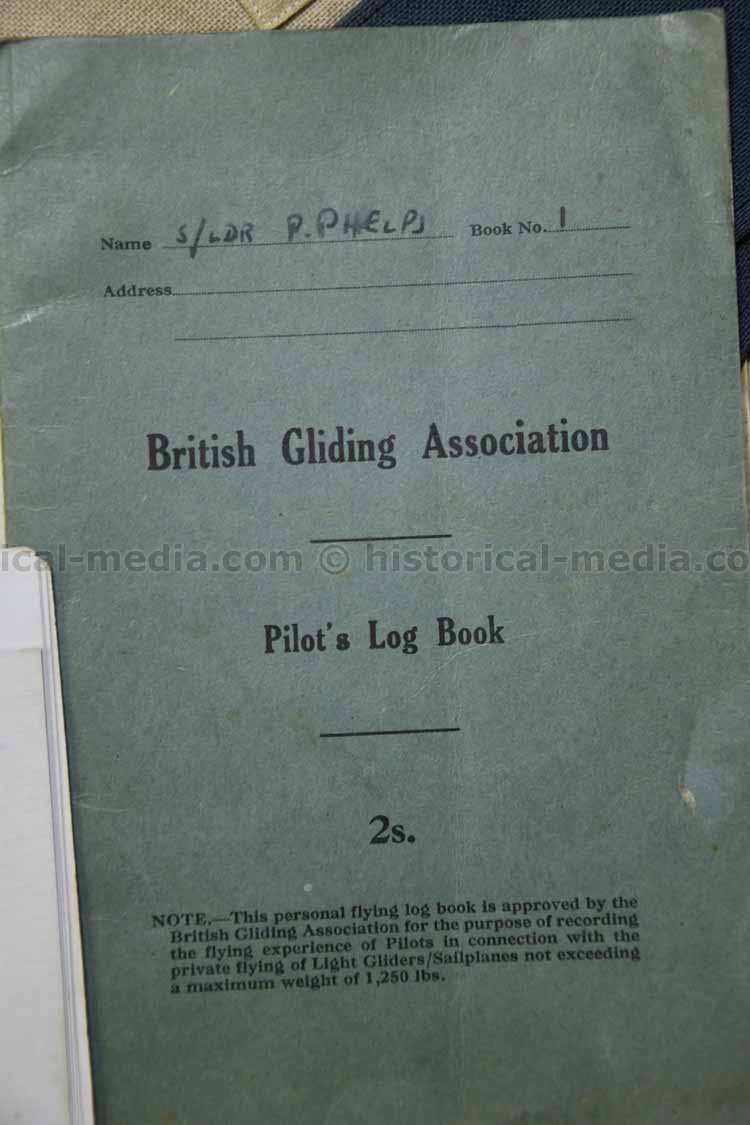 Name S/LDR P. PHELPS Book No. 1
Address
British Gliding Association
ical-media.com © historical-media.co
Pilot's Log Book
2s.
NOTE.—This personal flying log book is approved by the
British Gliding Association for the purpose of recording
the flying experience of Pilots in connection with the
private flying of Light Gliders/Sailplanes not exceeding
a maximum weight of 1,250 lbs.